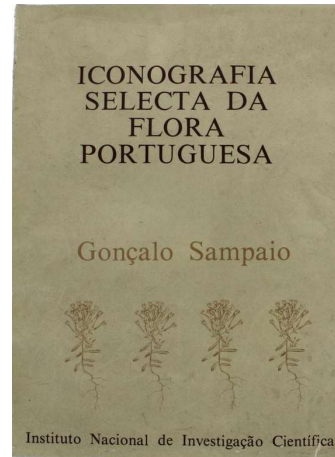 ICONOGRAFIA
SELECTA DA
FLORA
PORTUGUESA
Gonçalo Sampaio
Instituto Nacional de Investigação Científica